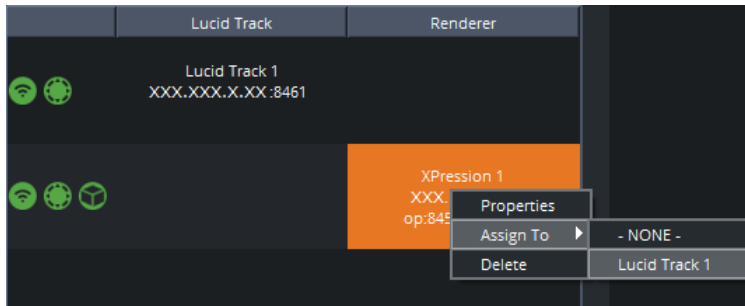 Lucid Track
Renderer
Lucid Track 1
XXX.XXX.X.XX :8461
XPression 1
XXX.
op:845
Properties
Assign To
- NONE -
Delete
Lucid Track 1